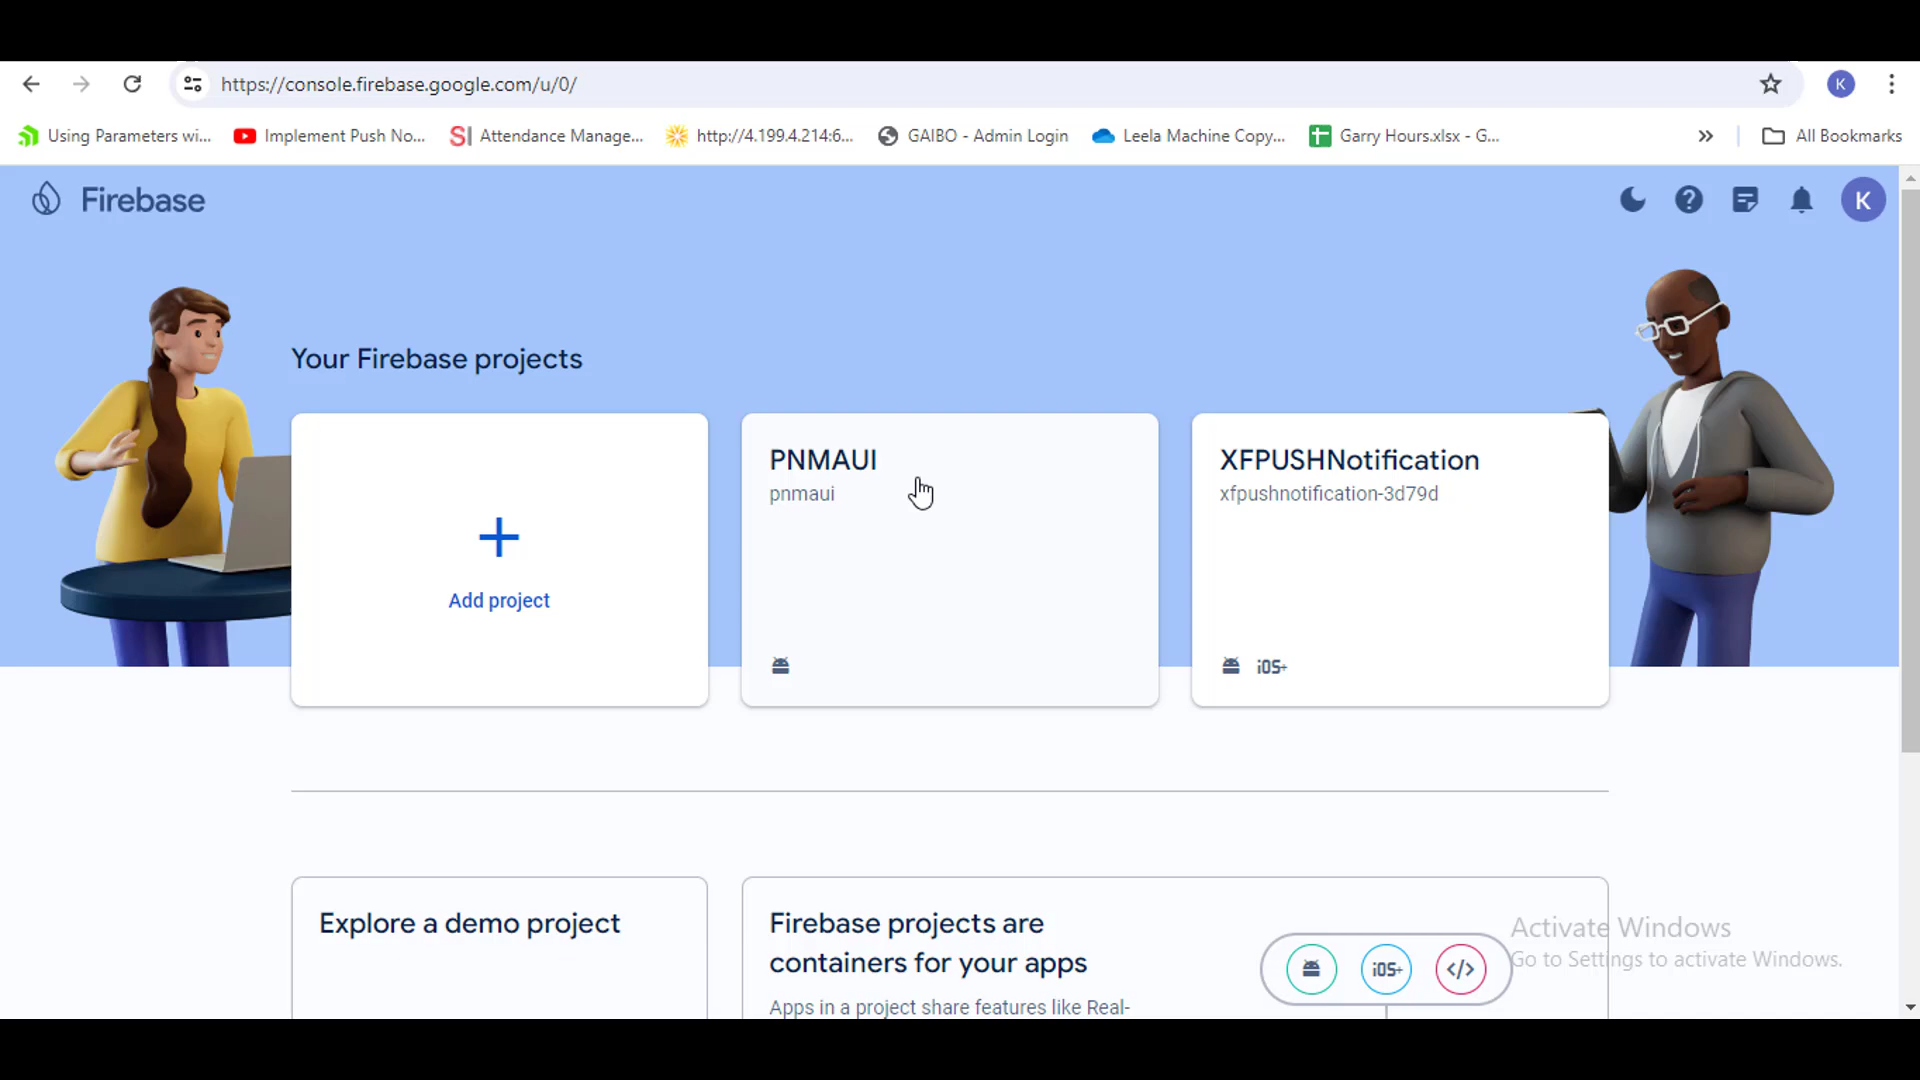 https://console.firebase.google.com/u/0/
K
Using Parameters wi...
Implement Push No...
SI Attendance Manage...
http://4.199.4.214:6...
GAIBO - Admin Login
Leela Machine Copy...
Garry Hours.xlsx - G...
»
All Bookmarks
Firebase
K
Your Firebase projects
+
Add project
PNMAUI
pnmaui
XFPUSHNotification
xfpushnotification-3d79d
iOS+
Explore a demo project
Firebase projects are
containers for your apps
Apps in a project share features like Real-
iOS+
</>
Activate Windows
Go to Settings to activate Windows.